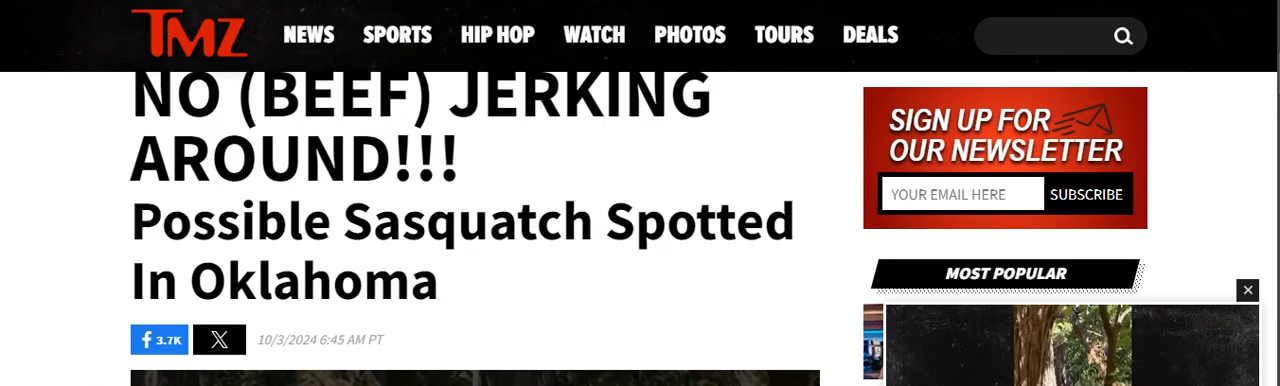 TMZ NEWS SPORTS HIP HOP WATCH PHOTOS TOURS DEALS
NO (BEEF) JERKING
AROUND!!!
Possible Sasquatch Spotted
In Oklahoma
3.7K 10/3/2024 6:45 AM PT
SIGN UP FOR
OUR NEWSLETTER
YOUR EMAIL HERE SUBSCRIBE
MOST POPULAR